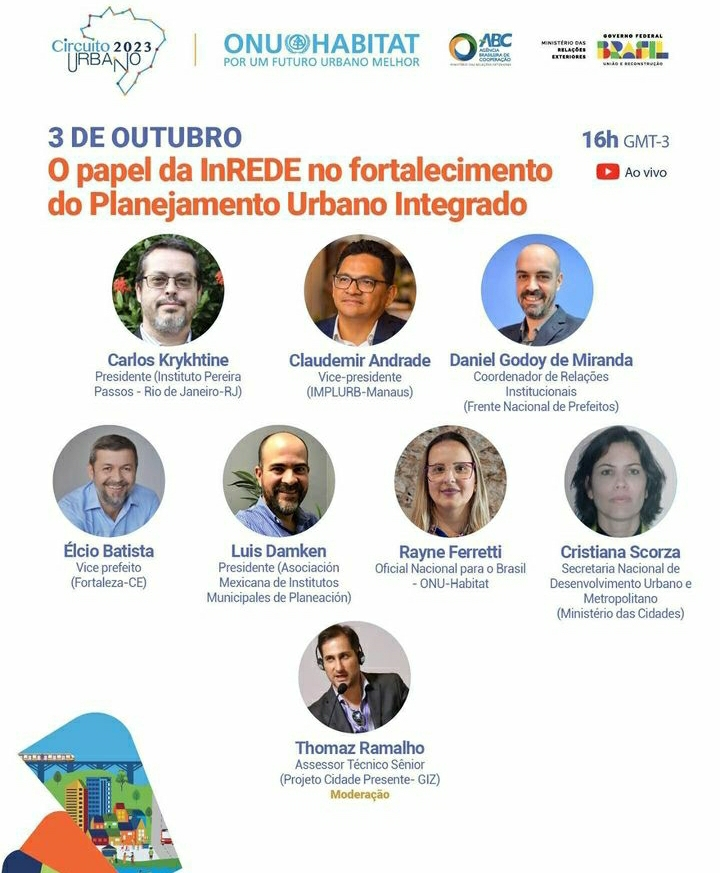 Circuito 2023
URBANO
ONU HABITAT
POR UM FUTURO URBANO MELHOR
ABC
AGÊNCIA
BRASILEIRA DE
COOPERAÇÃO
MINISTÉRIO DAS RELAÇÕES EXTERIORES
MINISTÉRIO DAS
RELAÇÕES
EXTERIORES
GOVERNO FEDERAL
BRASIL
UNIÃO E RECONSTRUÇÃO
3 DE OUTUBRO
16h GMT-3
O papel da InREDE no fortalecimento
do Planejamento Urbano Integrado
Ao vivo
Carlos Krykhtine
Presidente (Instituto Pereira
Passos - Rio de Janeiro-RJ)
Claudemir Andrade
Vice-presidente
(IMPLURB-Manaus)
Daniel Godoy de Miranda
Coordenador de Relações
Institucionais
(Frente Nacional de Prefeitos)
Élcio Batista
Vice prefeito
(Fortaleza-CE)
Luis Damken
Presidente (Asociación
Mexicana de Institutos
Municipales de Planeación)
Rayne Ferretti
Oficial Nacional para o Brasil
- ONU-Habitat
Cristiana Scorza
Secretaria Nacional de
Desenvolvimento Urbano e
Metropolitano
(Ministério das Cidades)
Thomaz Ramalho
Assessor Técnico Sênior
(Projeto Cidade Presente- GIZ)
Moderação